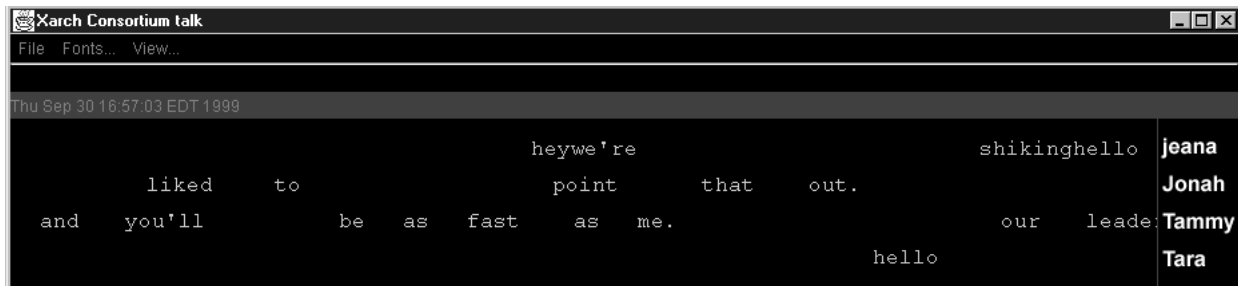 Xarch Consortium talk
File Fonts... View...
Thu Sep 30 16:57:03 EDT 1999
heywe're shikinghello jeana
liked to point that out. Jonah
and you'll be as fast as me. our leade Tammy
hello Tara